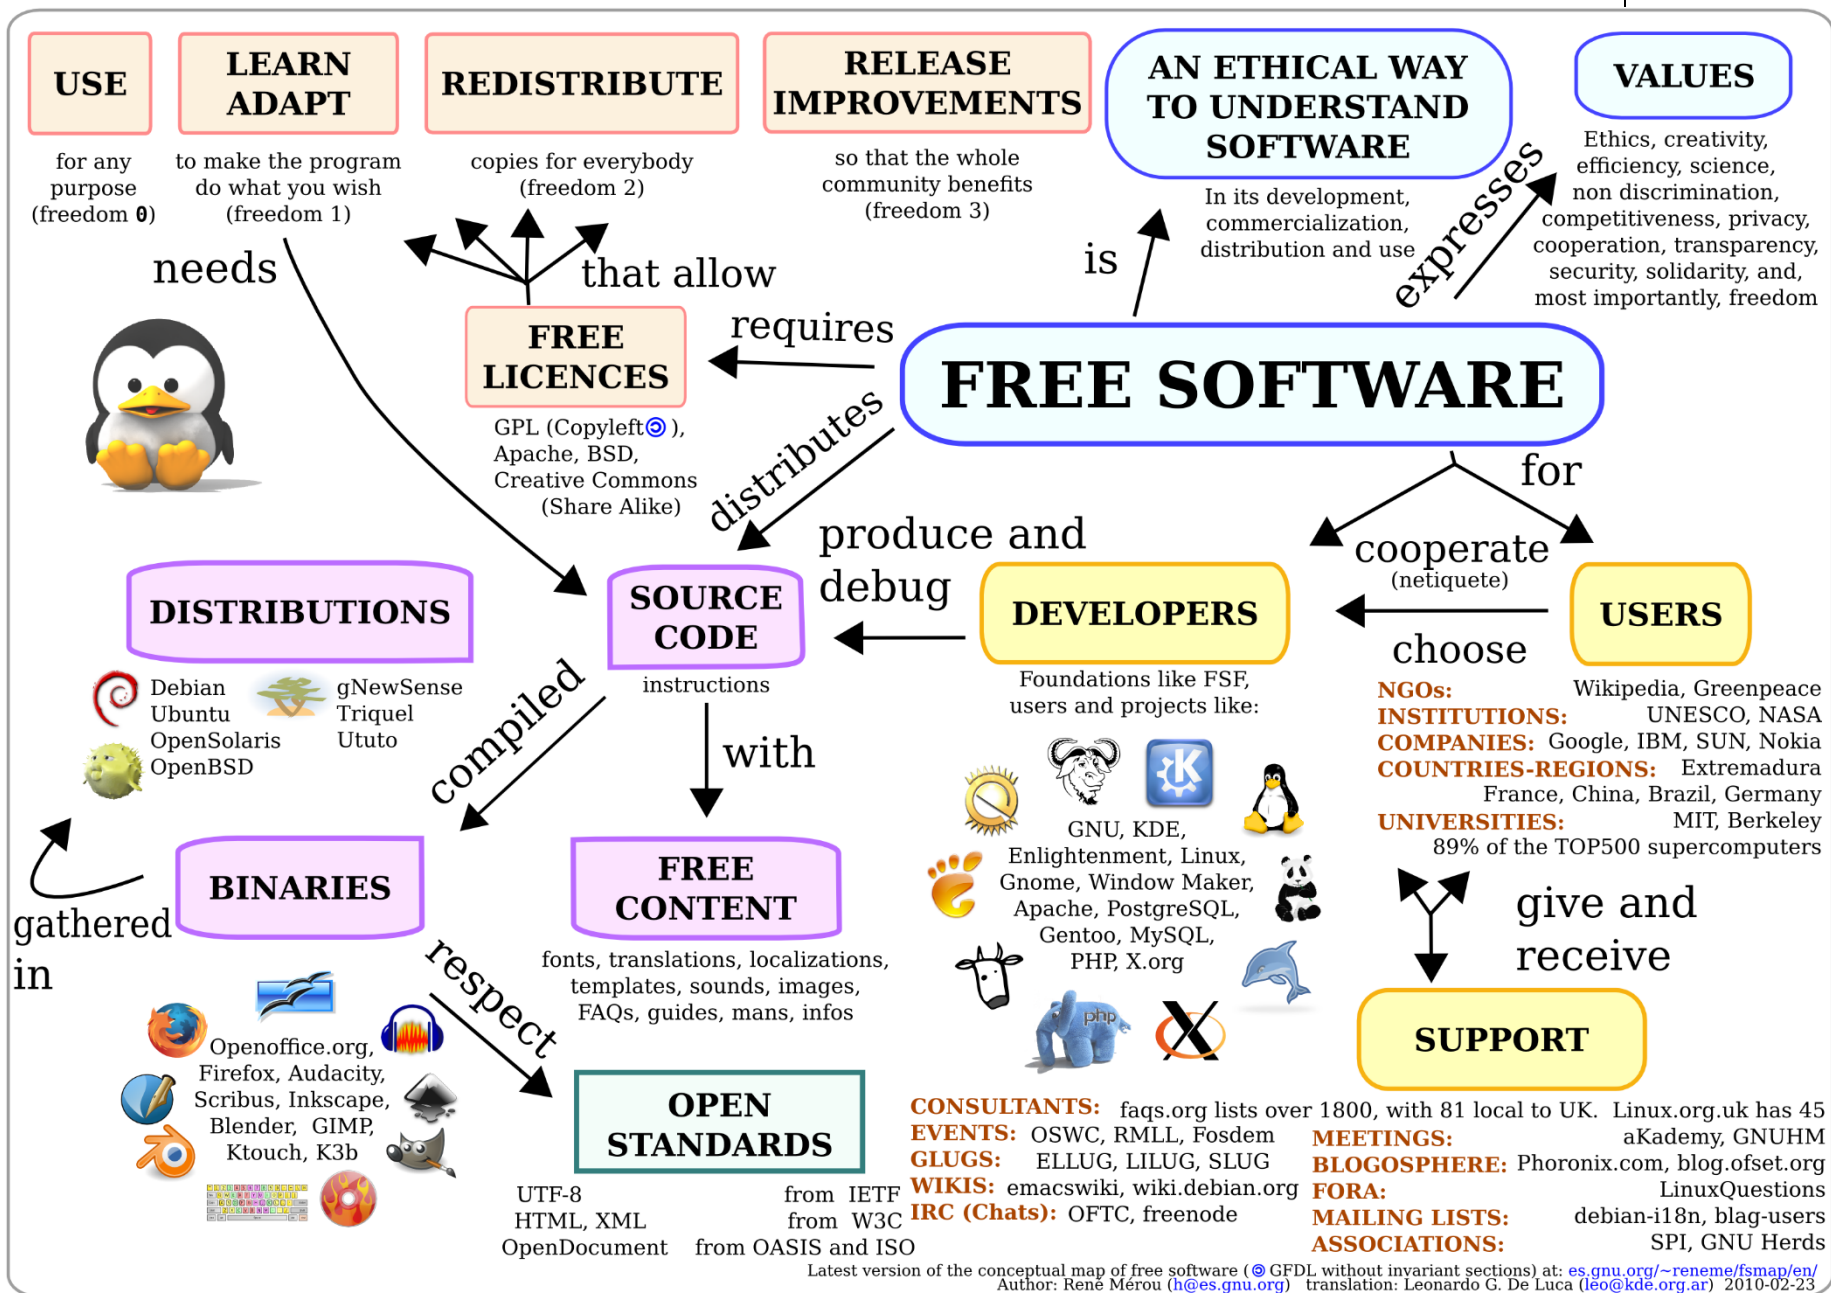 USE
for any
purpose
(freedom 0)
LEARN
ADAPT
to make the program
do what you wish
(freedom 1)
REDISTRIBUTE
copies for everybody
(freedom 2)
RELEASE
IMPROVEMENTS
so that the whole
community benefits
(freedom 3)
AN ETHICAL WAY
TO UNDERSTAND
SOFTWARE
In its development,
commercialization,
distribution and use
VALUES
Ethics, creativity,
efficiency, science,
non discrimination,
competitiveness, privacy,
cooperation, transparency,
security, solidarity, and,
most importantly, freedom
needs
that allow
is
expresses
FREE
LICENCES
GPL (Copyleft ),
Apache, BSD,
Creative Commons
(Share Alike)
requires
FREE SOFTWARE
distributes
for
DISTRIBUTIONS
Debian
Ubuntu
OpenSolaris
OpenBSD
gNewSense
Triquel
Ututo
SOURCE
CODE
instructions
produce and
debug
DEVELOPERS
Foundations like FSF,
users and projects like:
GNU, KDE,
Enlightenment, Linux,
Gnome, Window Maker,
Apache, PostgreSQL,
Gentoo, MySQL,
PHP, X.org
php
cooperate
(netiquete)
choose
USERS
NGOs: Wikipedia, Greenpeace
INSTITUTIONS: UNESCO, NASA
COMPANIES: Google, IBM, SUN, Nokia
COUNTRIES-REGIONS: Extremadura
France, China, Brazil, Germany
UNIVERSITIES: MIT, Berkeley
89% of the TOP500 supercomputers
compiled
with
gathered
in
BINARIES
Openoffice.org,
Firefox, Audacity,
Scribus, Inkscape,
Blender, GIMP,
Ktouch, K3b
respect
FREE
CONTENT
fonts, translations, localizations,
templates, sounds, images,
FAQs, guides, mans, infos
OPEN
STANDARDS
UTF-8 from IETF
HTML, XML from W3C
OpenDocument from OASIS and ISO
give and
receive
SUPPORT
CONSULTANTS: faqs.org lists over 1800, with 81 local to UK. Linux.org.uk has 45
EVENTS: OSWC, RMLL, Fosdem
GLUGS: ELLUG, LILUG, SLUG
WIKIS: emacswiki, wiki.debian.org
IRC (Chats): OFTC, freenode
MEETINGS: aKademy, GNUHM
BLOGOSPHERE: Phoronix.com, blog.ofset.org
FORA: LinuxQuestions
MAILING LISTS: debian-i18n, blag-users
ASSOCIATIONS: SPI, GNU Herds
Latest version of the conceptual map of free software ( GFDL without invariant sections) at: es.gnu.org/~reneme/fsmap/en/
Author: René Mérou (h@es.gnu.org) translation: Leonardo G. De Luca (leo@kde.org.ar) 2010-02-23